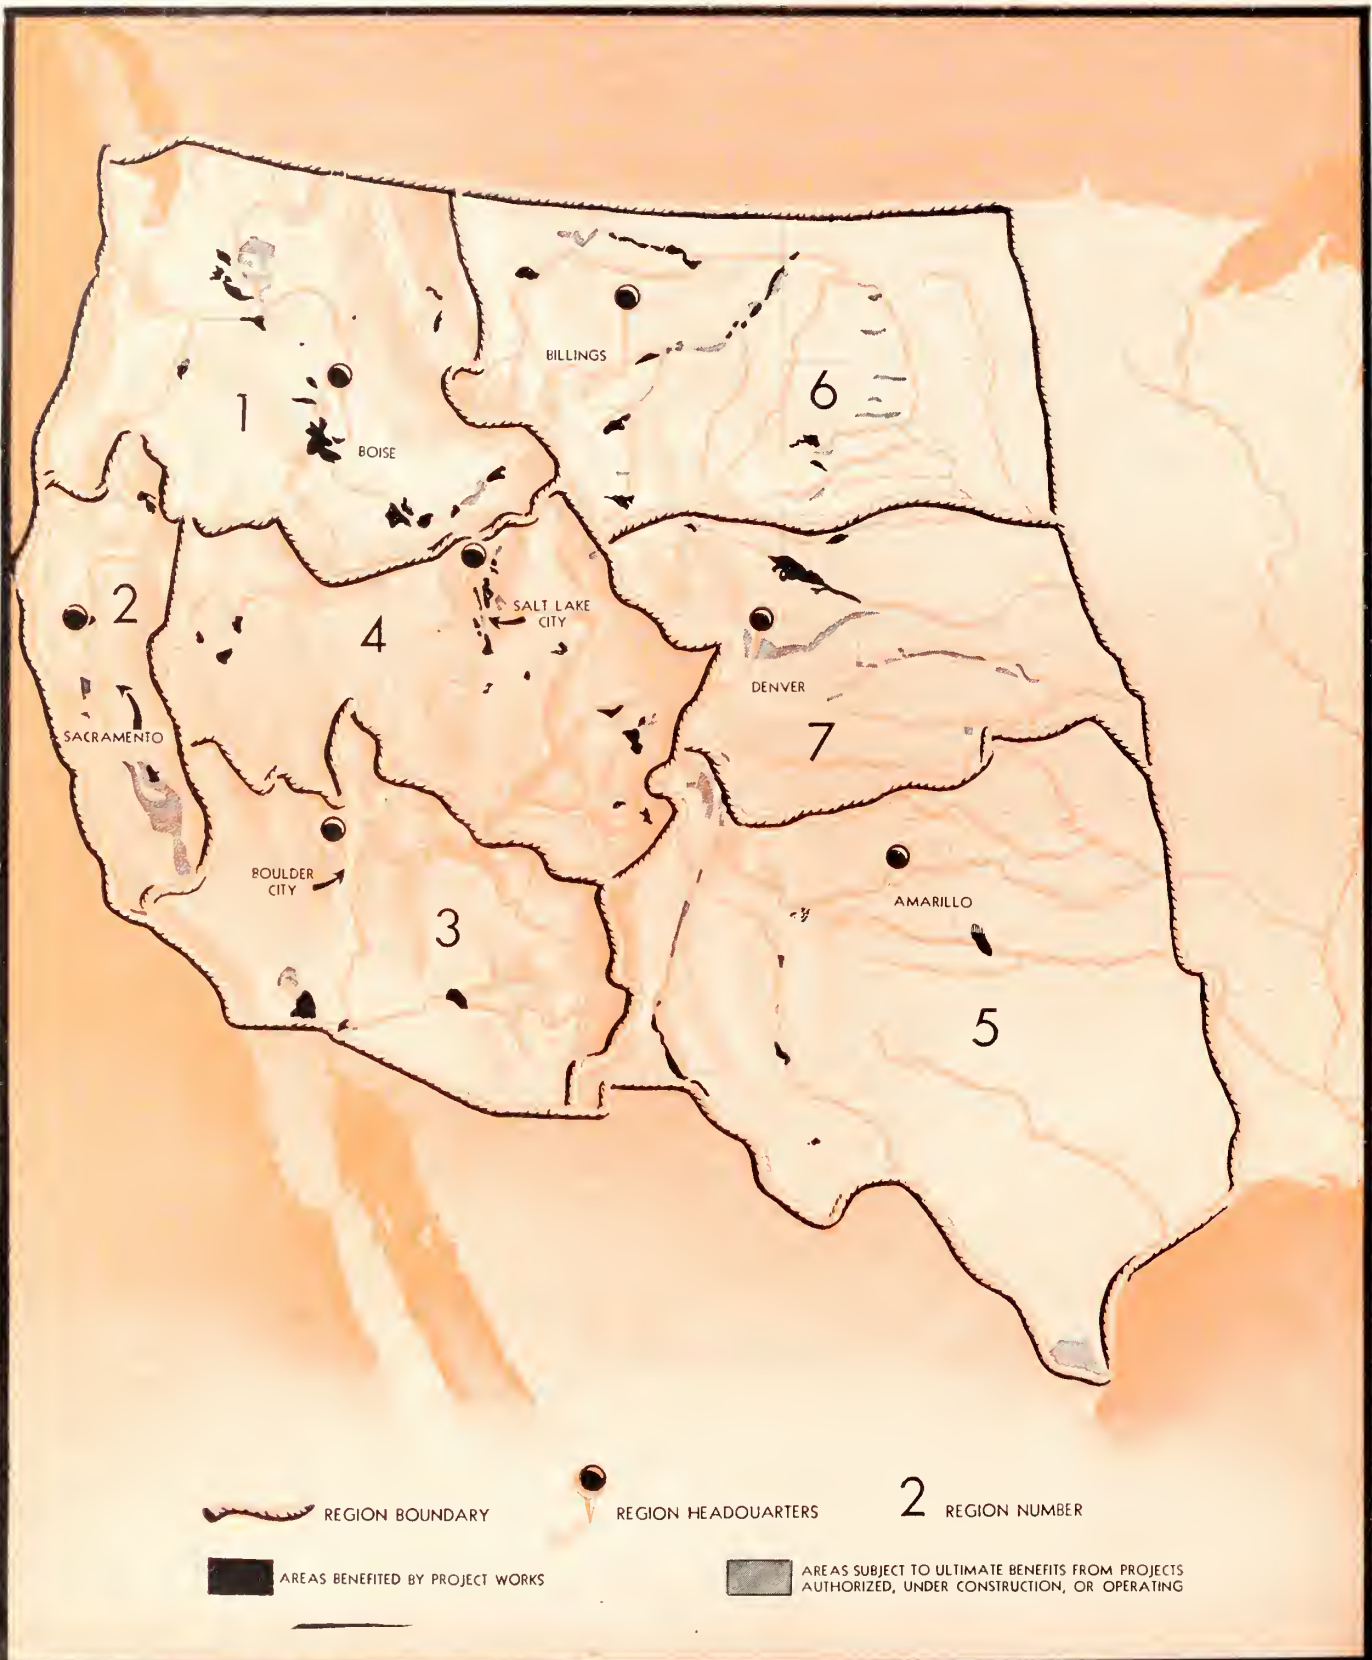 BILLINGS
6
1
BOISE
2
4
SALT LAKE
CITY
SACRAMENTO
DENVER
7
BOULDER
CITY
3
AMARILLO
5
REGION BOUNDARY
REGION HEADQUARTERS
2 REGION NUMBER
AREAS BENEFITED BY PROJECT WORKS
AREAS SUBJECT TO ULTIMATE BENEFITS FROM PROJECTS
AUTHORIZED, UNDER CONSTRUCTION, OR OPERATING